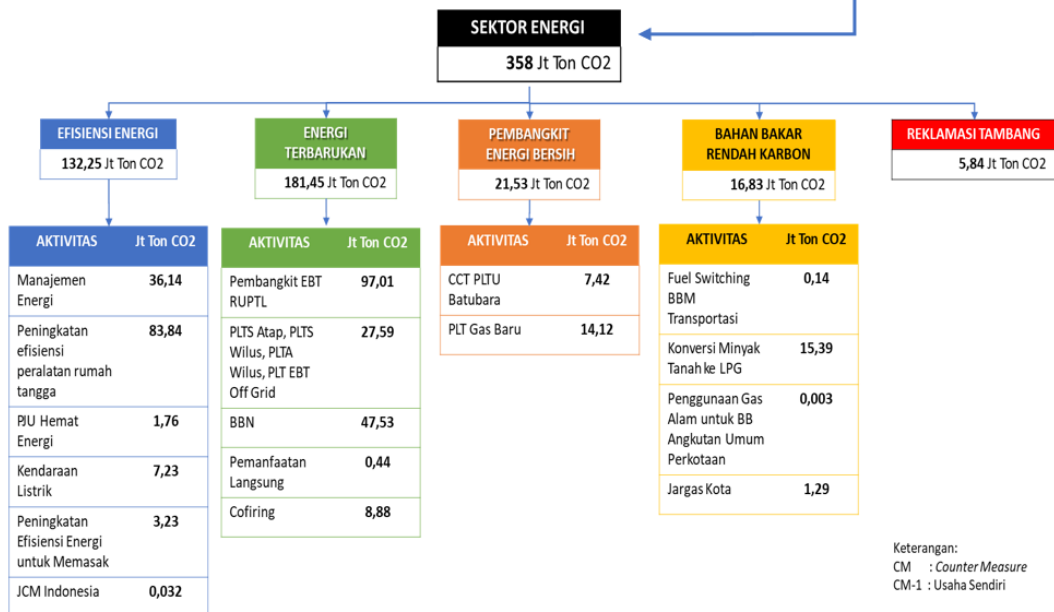 SEKTOR ENERGI
358 Jt Ton CO2
EFISIENSI ENERGI
132,25 Jt Ton CO2
ENERGI
TERBARUKAN
181,45 Jt Ton CO2
PEMBANGKIT
ENERGI BERSIH
21,53 Jt Ton CO2
BAHAN BAKAR
RENDAH KARBON
16,83 Jt Ton CO2
REKLAMASI TAMBANG
5,84 Jt Ton CO2
AKTIVITAS Jt Ton CO2
Manajemen 36,14
Energi
Peningkatan 83,84
efisiensi
peralatan rumah
tangga
PJU Hemat 1,76
Energi
Kendaraan 7,23
Listrik
Peningkatan 3,23
Efisiensi Energi
untuk Memasak
JCM Indonesia 0,032
AKTIVITAS Jt Ton CO2
Pembangkit EBT 97,01
RUPTL
PLTS Atap, PLTS 27,59
Wilus, PLTA
Wilus, PLT EBT
Off Grid
BBN 47,53
Pemanfaatan 0,44
Langsung
Cofiring 8,88
AKTIVITAS Jt Ton CO2
CCT PLTU 7,42
Batubara
PLT Gas Baru 14,12
AKTIVITAS Jt Ton CO2
Fuel Switching 0,14
BBM
Transportasi
Konversi Minyak 15,39
Tanah ke LPG
Penggunaan Gas 0,003
Alam untuk BB
Angkutan Umum
Perkotaan
Jargas Kota 1,29
Keterangan:
CM : Counter Measure
CM-1 : Usaha Sendiri